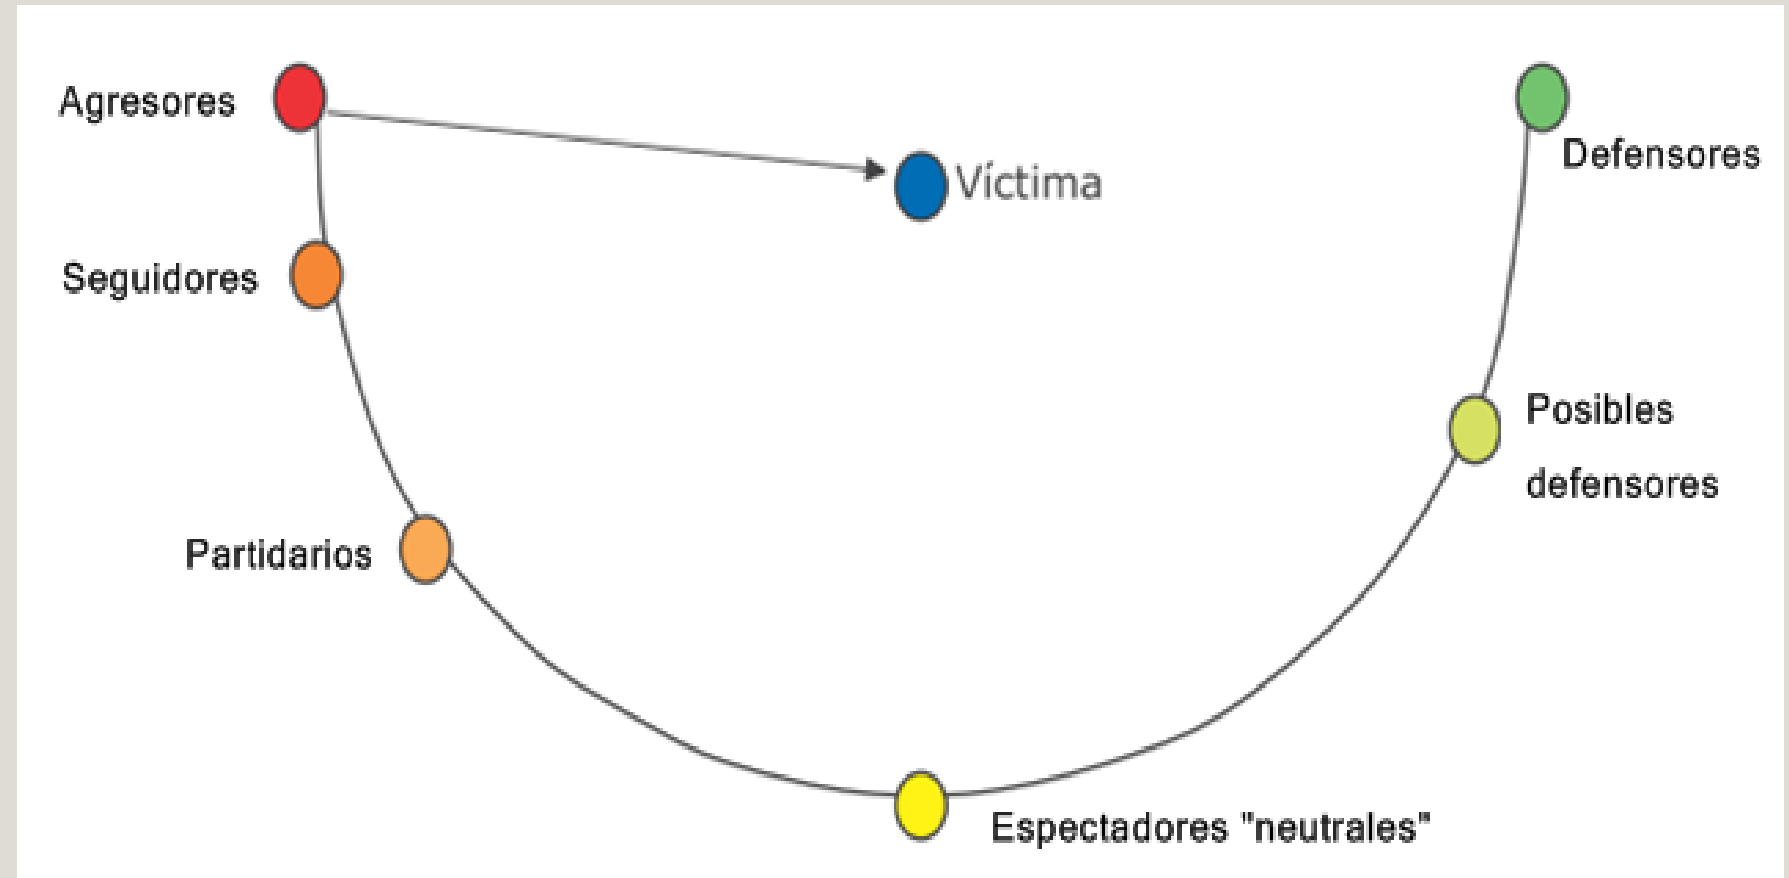 Agresores
Víctima
Defensores
Seguidores
Posibles
defensores
Partidarios
Espectadores "neutrales"